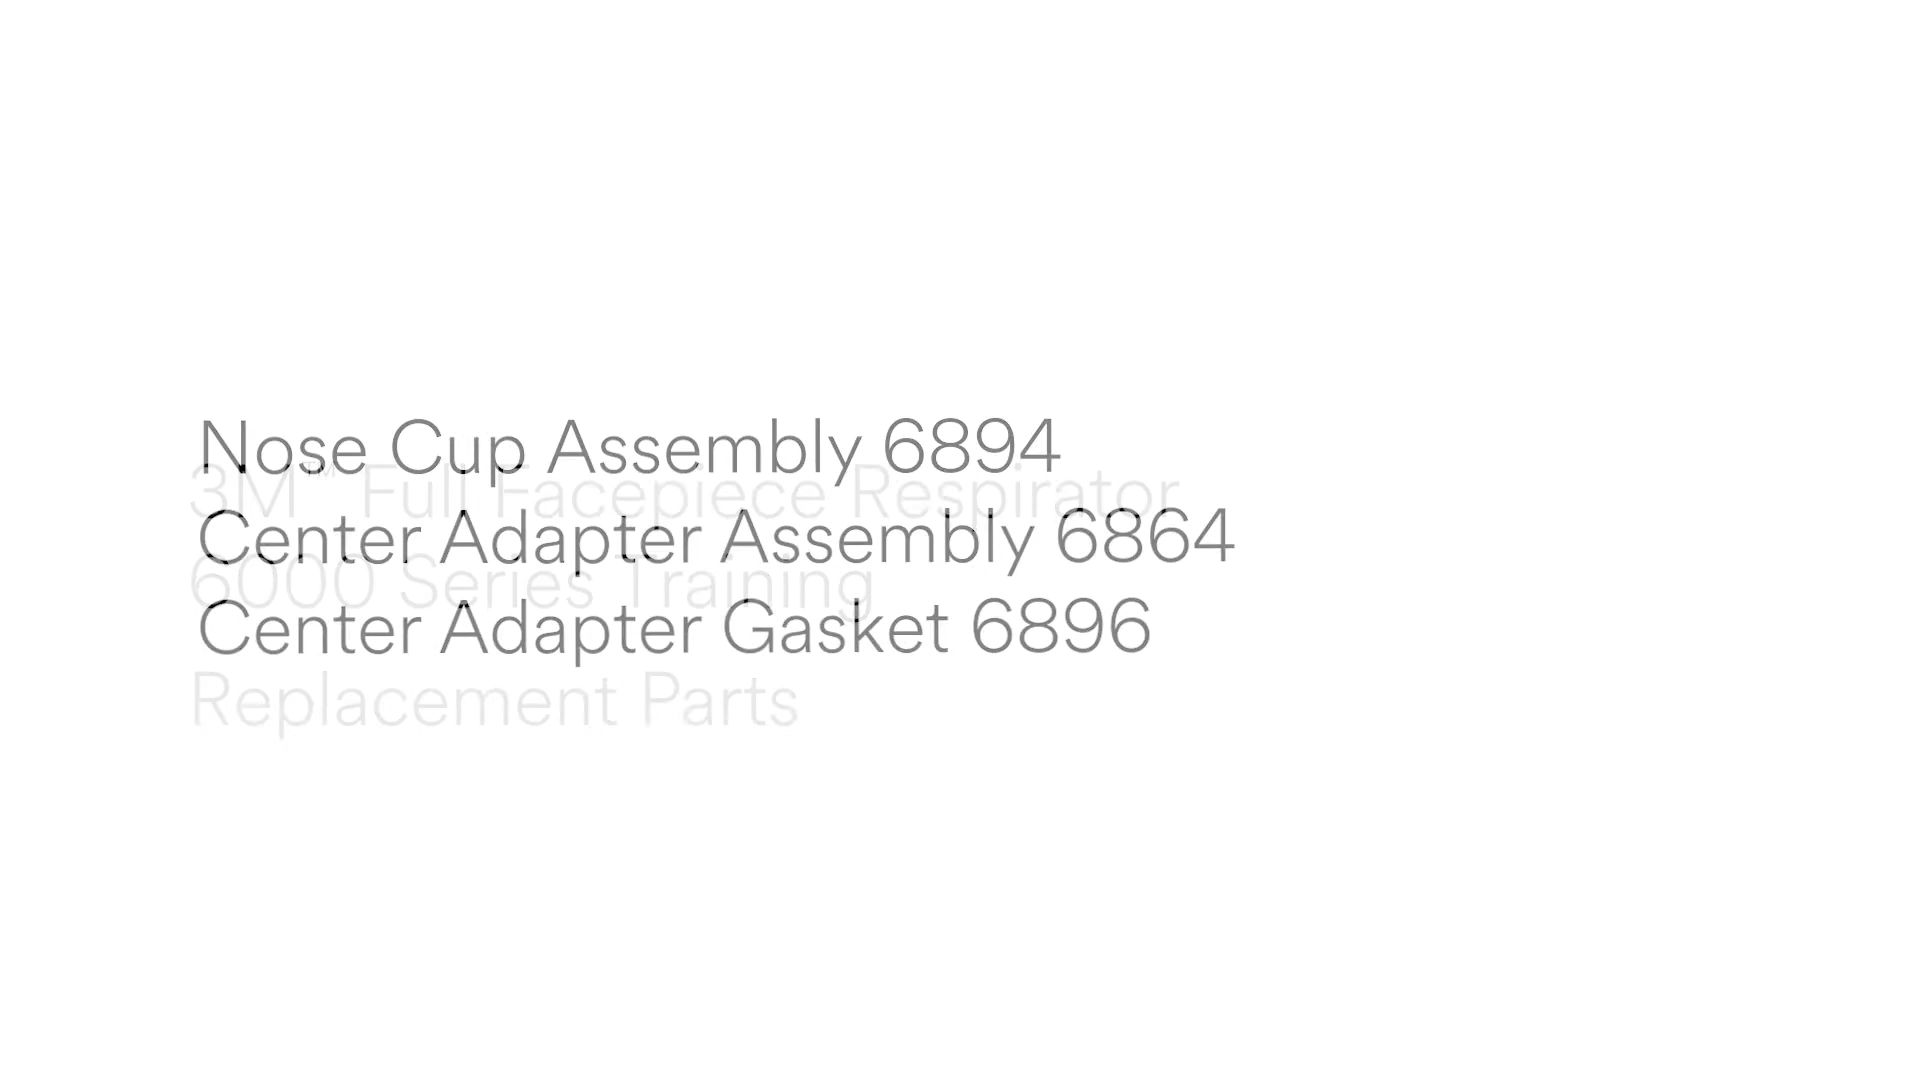 Nose Cup Assembly 6894
3M™ Full Facepiece Respirator
Center Adapter Assembly 6864
6000 Series Training
Center Adapter Gasket 6896
Replacement Parts